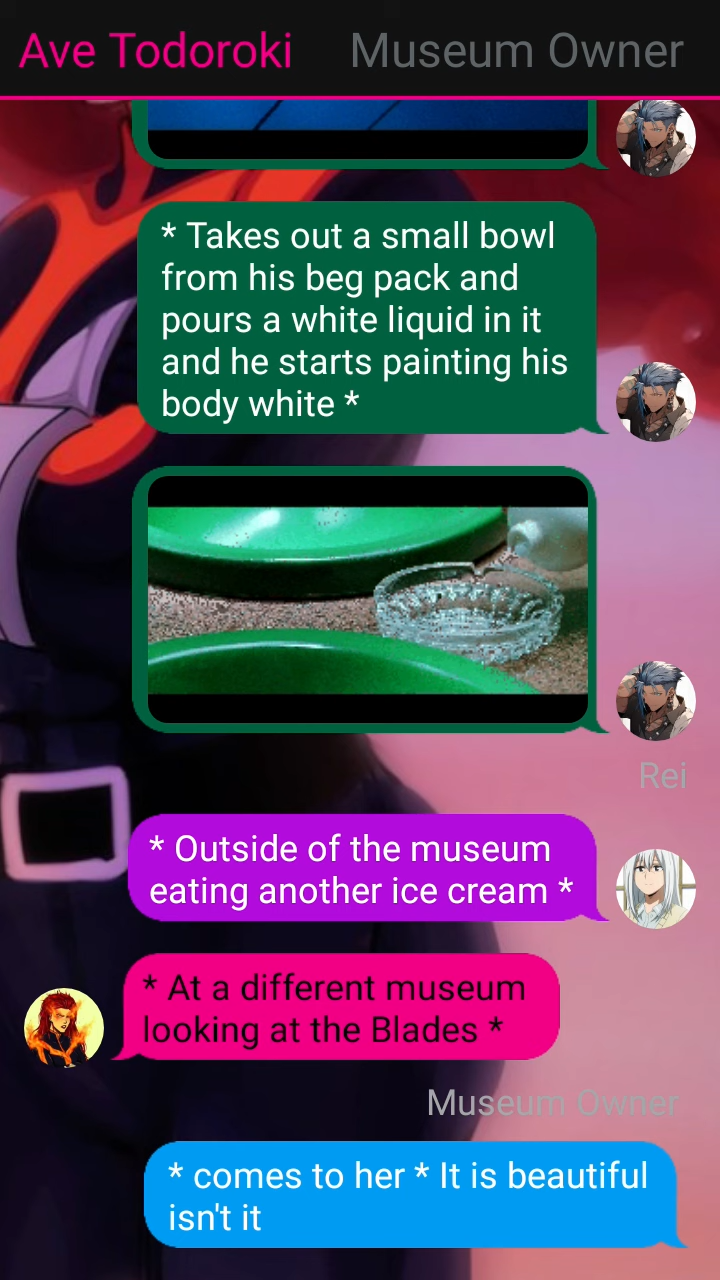 Ave Todoroki Museum Owner
* Takes out a small bowl
from his beg pack and
pours a white liquid in it
and he starts painting his
body white *
Rei
* Outside of the museum
eating another ice cream *
* At a different museum
looking at the Blades *
Museum Owner
* comes to her * It is beautiful
isn't it